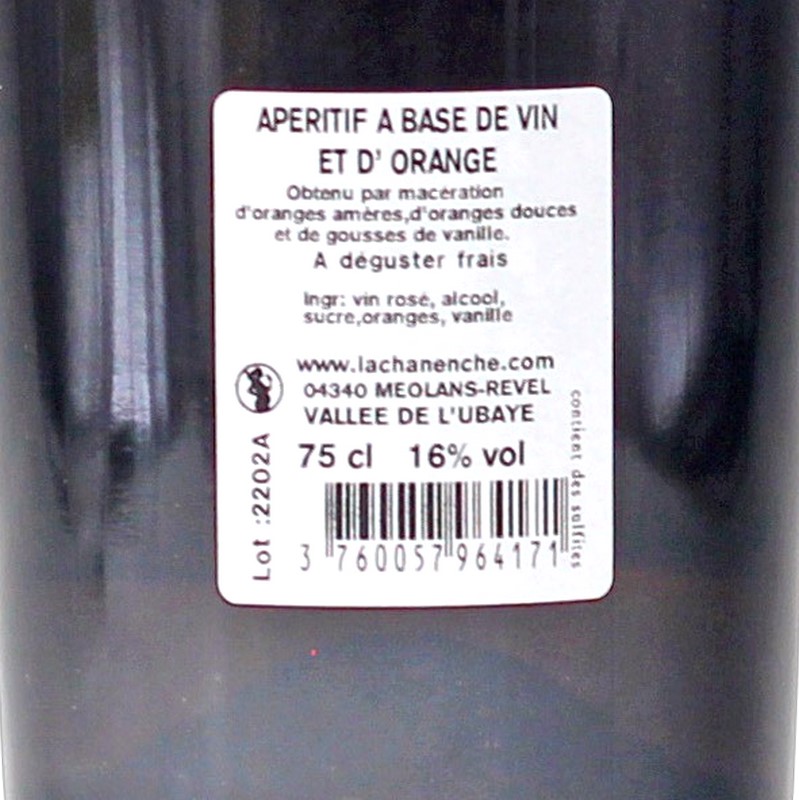 APERITIF A BASE DE VIN
ET D' ORANGE
Obtenu par macération
d'oranges amères,d'oranges douces
et de gousses de vanille.
A déguster frais
Ingr: vin rosé, alcool,
sucre,oranges, vanille
www.lachanenche.com
04340 MEOLANS-REVEL
VALLEE DE L'UBAYE
75 cl 16% vol
3 760057 964171
Lot :2202A
contient des sulfites